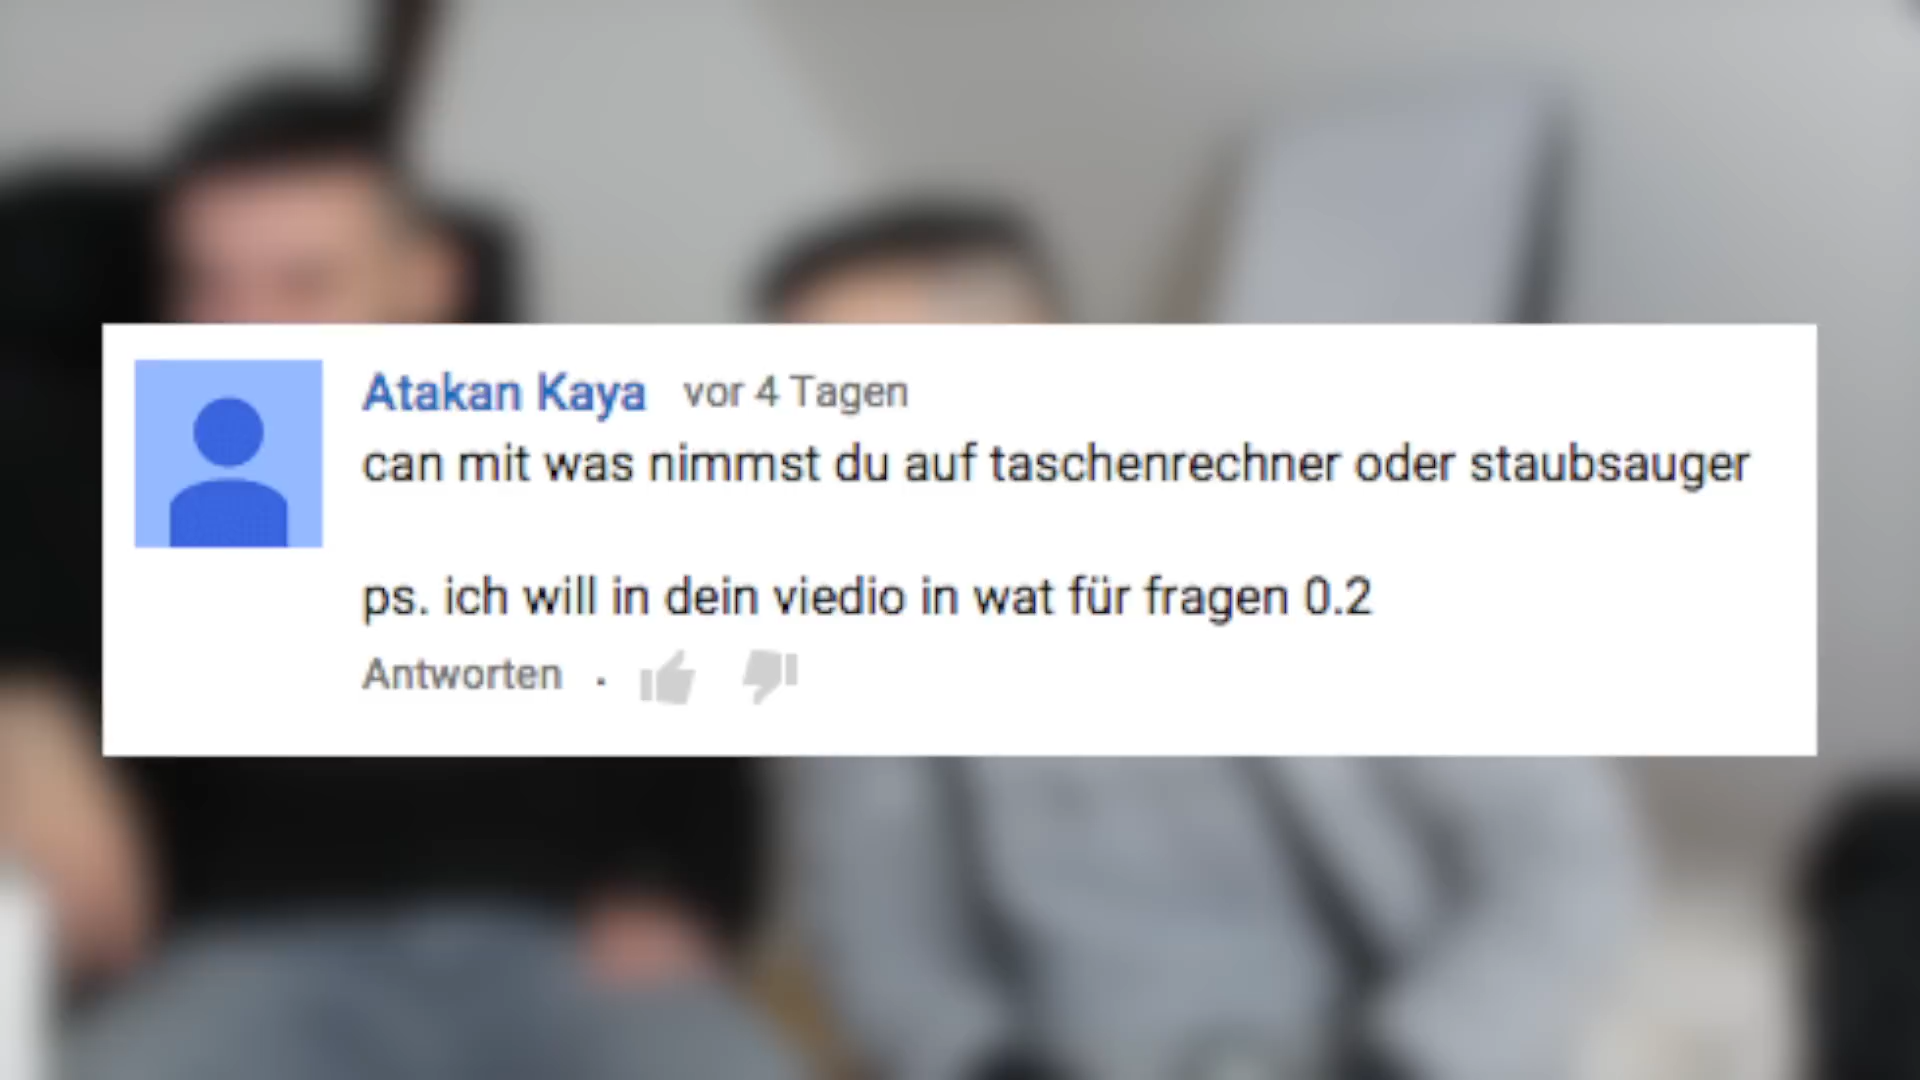 Atakan Kaya vor 4 Tagen
can mit was nimmst du auf taschenrechner oder staubsauger
ps. ich will in dein viedio in wat für fragen 0.2
Antworten .